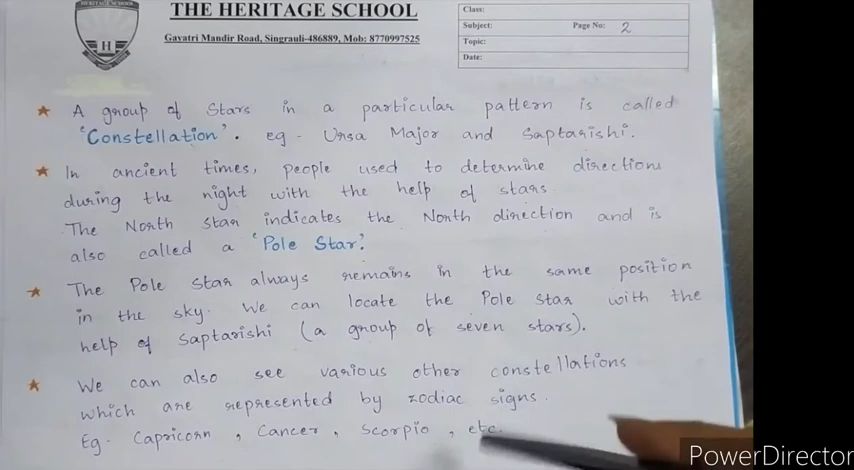 HERITAGE SCHOOL
H
THE HERITAGE SCHOOL
Gayatri Mandir Road, Singrauli-486889, Mob: 8770997525
Class:
Subject: Page No: 2
Topic:
Date:
★ A group of Stars in a particular pattern is called
'Constellation'. eg - Ursa Major and Saptarishi.
★ In ancient times, people used to determine directions
during the night with the help of stars.
The North star indicates the North direction and is
also called a 'Pole Star'.
★ The Pole star always remains in the same position
in the sky. We can locate the Pole star with the
help of Saptarishi (a group of seven stars).
★ We can also see various other constellations
which are represented by zodiac signs.
Eg. Capricorn, Cancer, Scorpio, etc.
PowerDirector